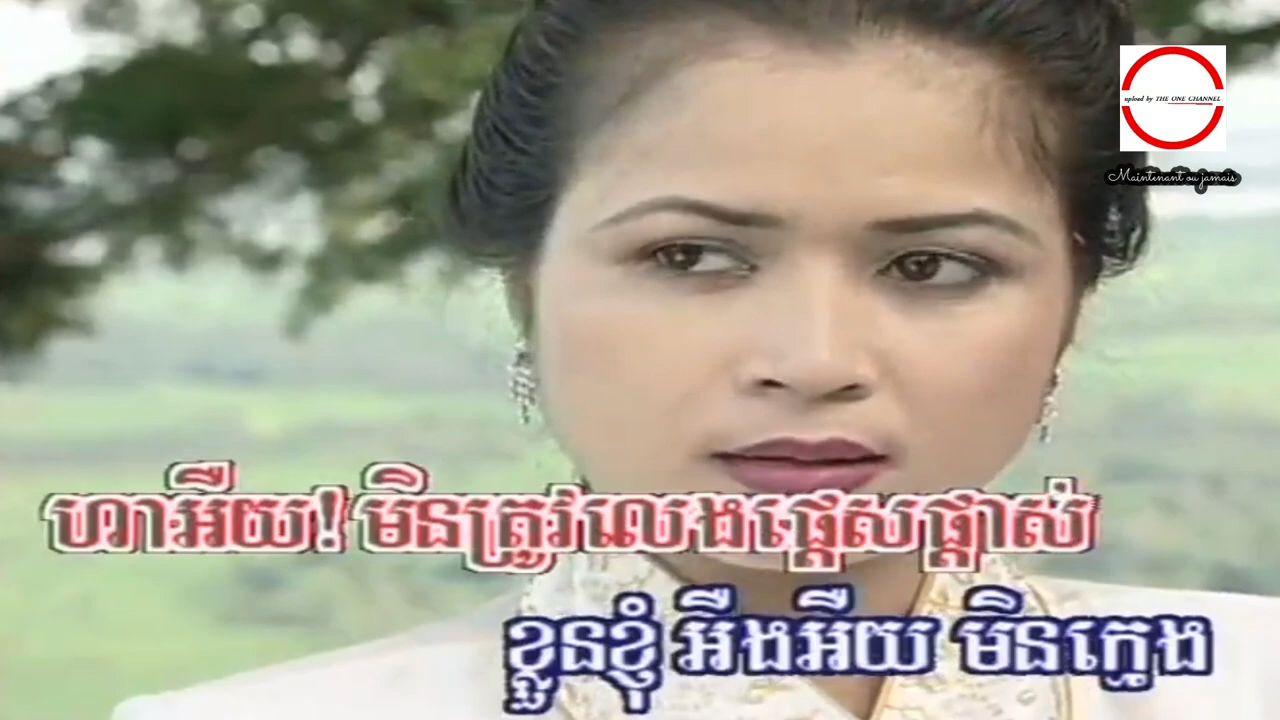 upload by THE ONE CHANNEL
Maintenant ou jamais
ហាអឺយ! មិនត្រូវលេងផ្ដេសផ្ដាស់
ខ្លួនខ្ញុំ អឺងអឺយ មិនក្មេង